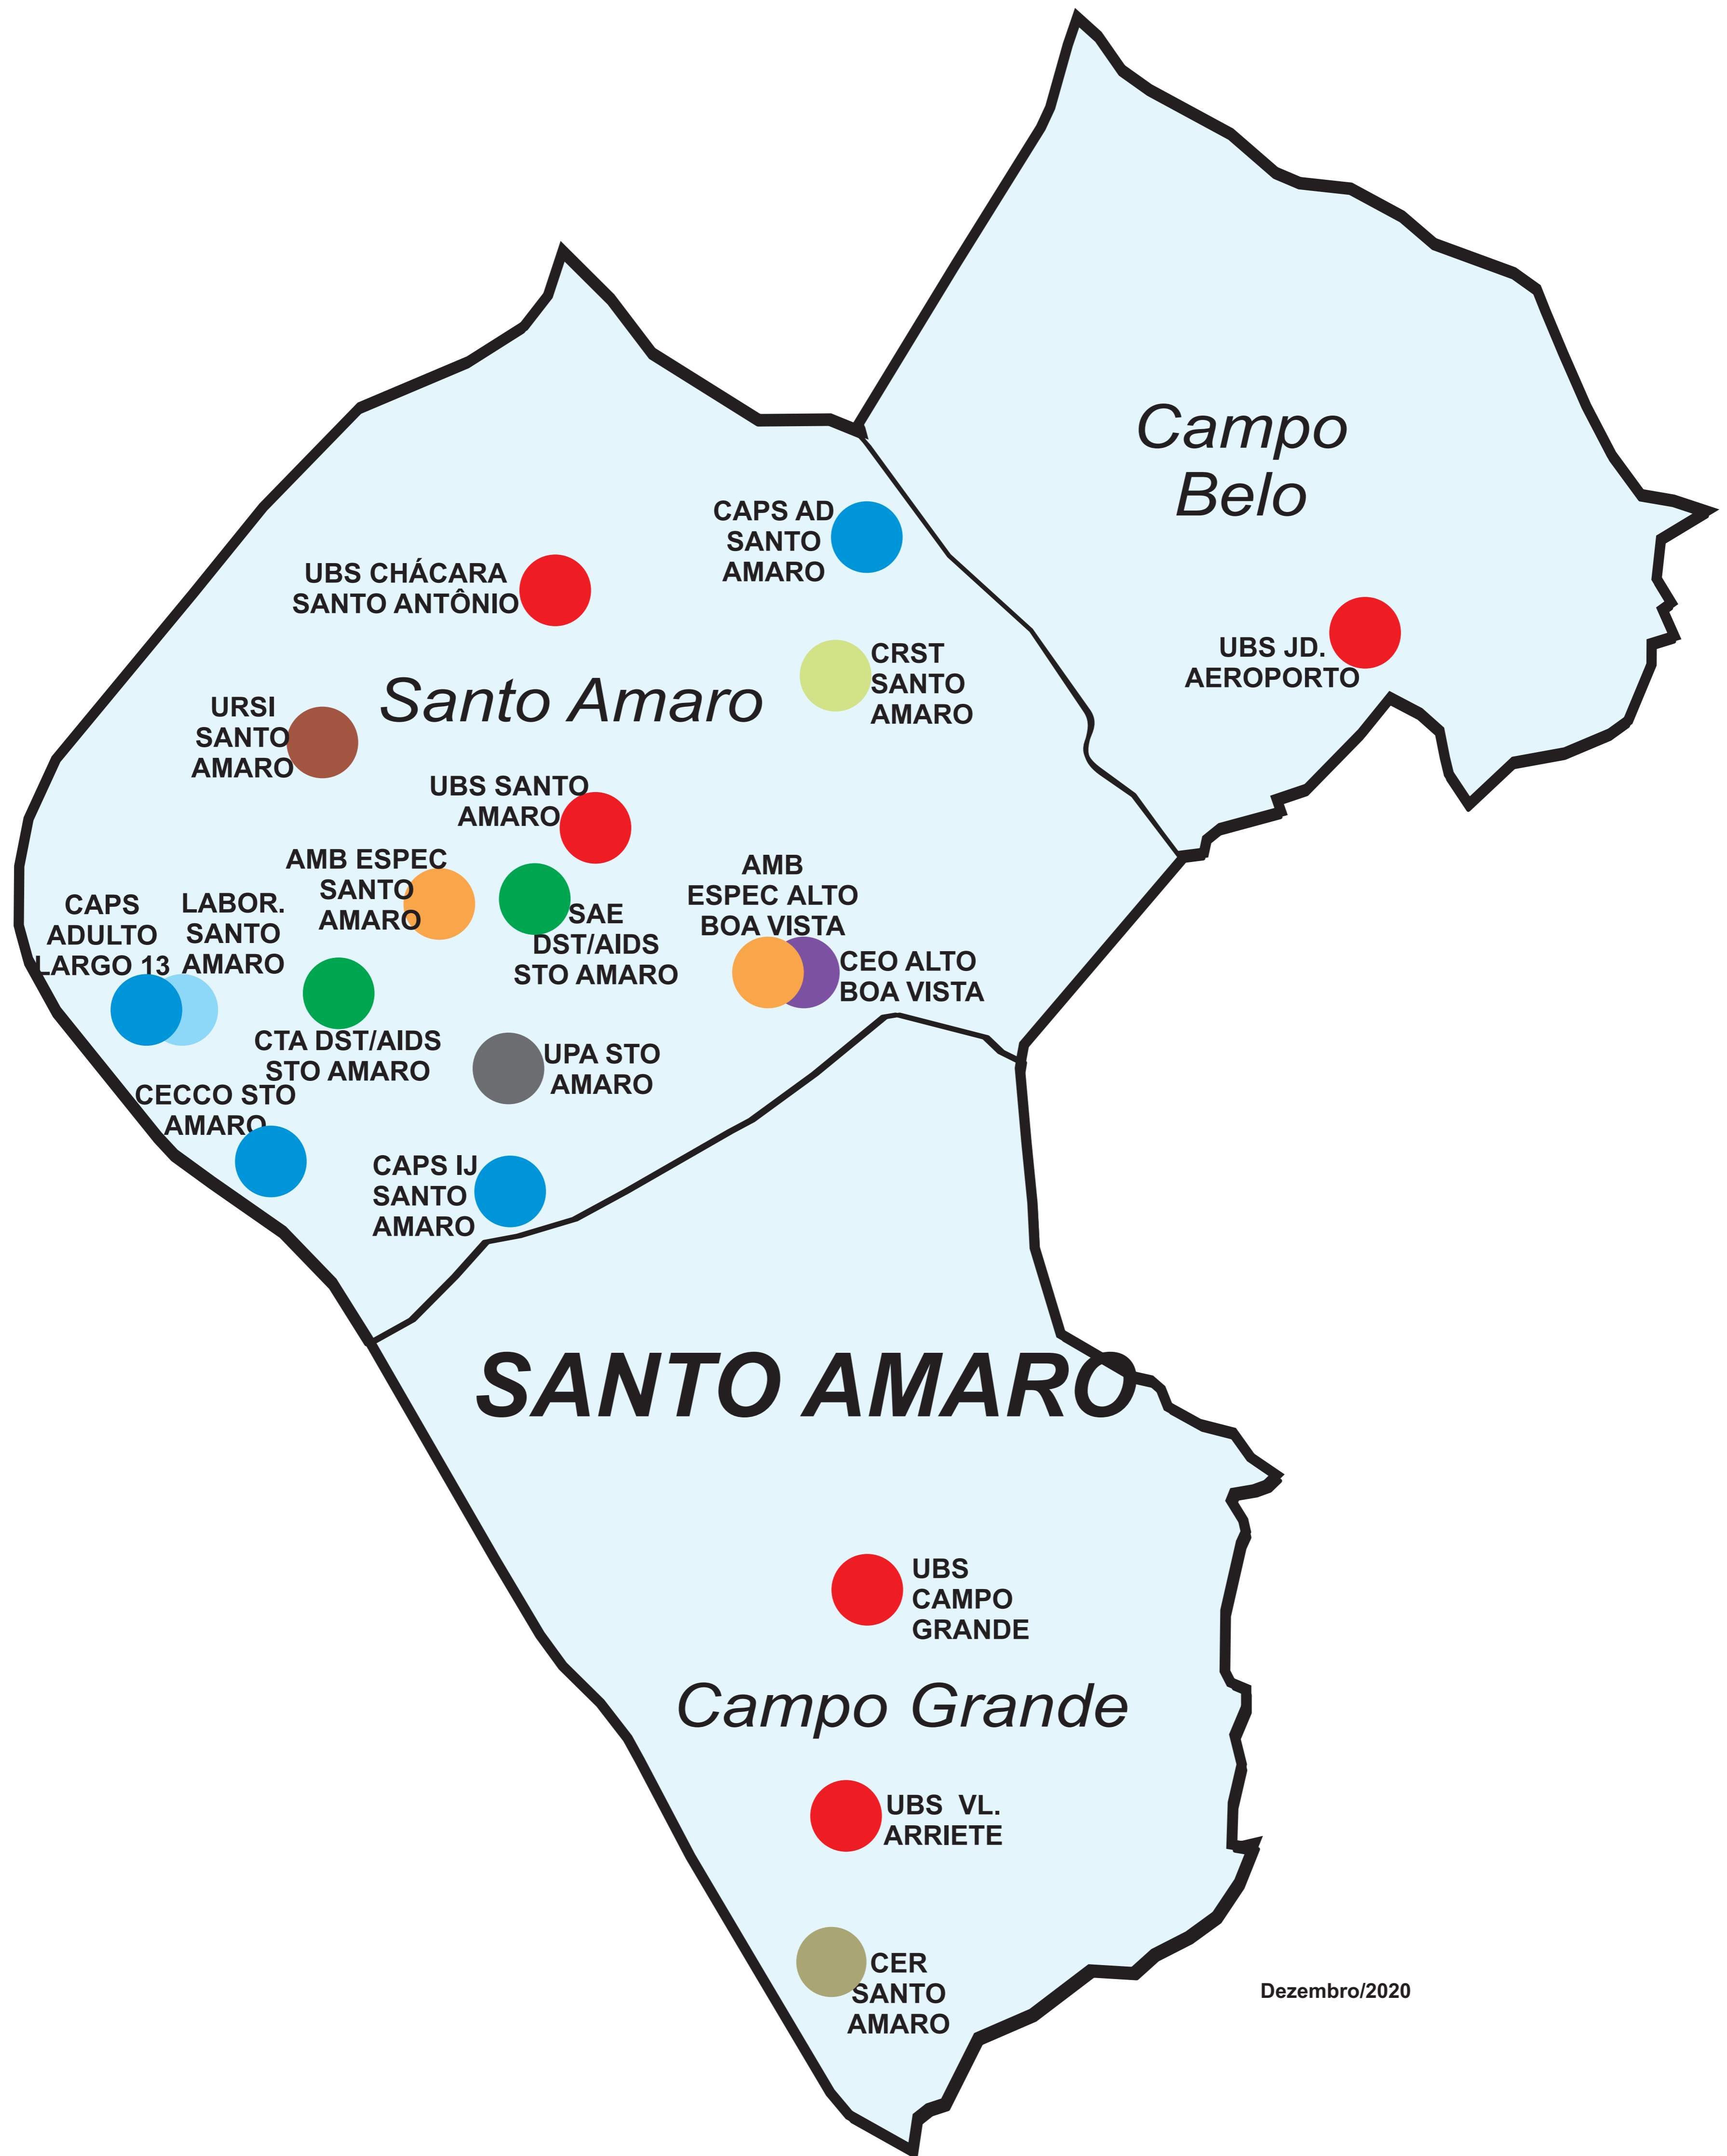 Campo
Belo
CAPS AD
SANTO
AMARO
UBS CHÁCARA
SANTO ANTÔNIO
UBS JD.
AEROPORTO
CRST
SANTO
AMARO
Santo Amaro
URSI
SANTO
AMARO
UBS SANTO
AMARO
AMB ESPEC
SANTO
AMARO
AMB
ESPEC ALTO
BOA VISTA
CAPS
ADULTO
LARGO 13
LABOR.
SANTO
AMARO
SAE
DST/AIDS
STO AMARO
CEO ALTO
BOA VISTA
CTA DST/AIDS
STO AMARO
UPA STO
AMARO
CECCO STO
AMARO
CAPS IJ
SANTO
AMARO
SANTO AMARO
UBS
CAMPO
GRANDE
Campo Grande
UBS  VL.
ARRIETE
CER
SANTO
AMARO
Dezembro/2020